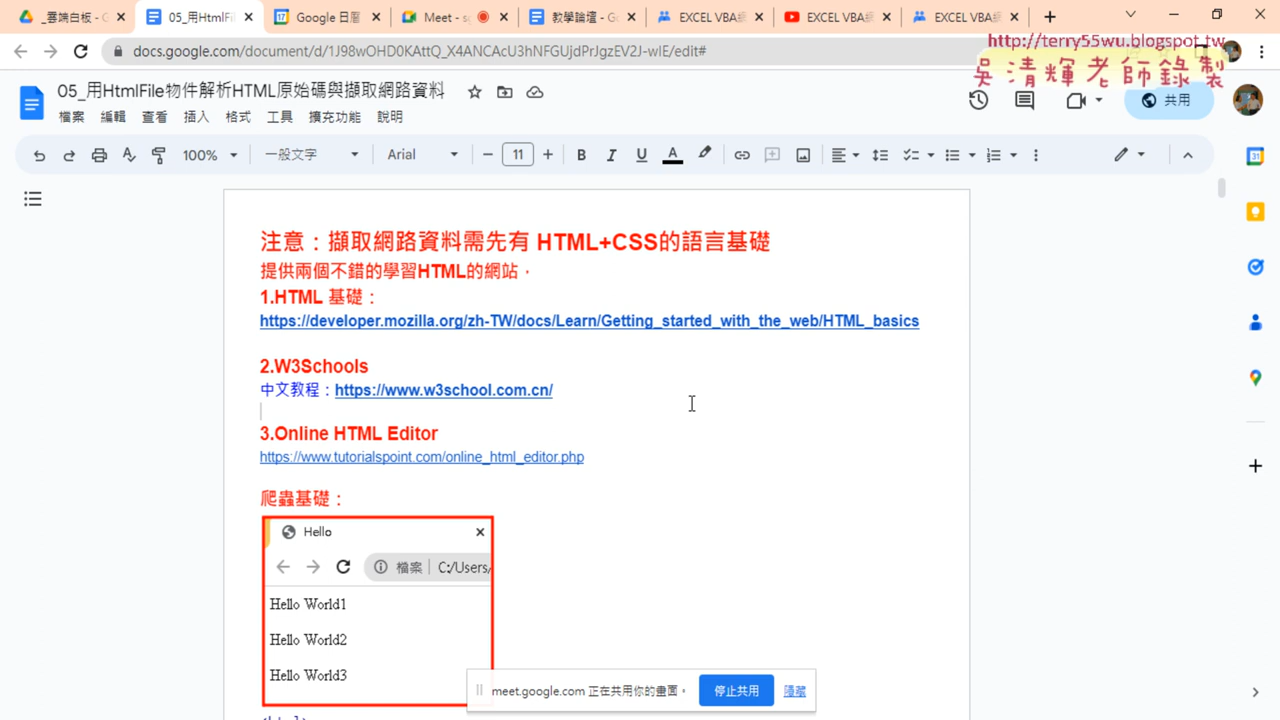 _雲端白板 - G
05_用HtmlFi
Google 日曆
Meet - s
教學論壇 - Go
EXCEL VBA
EXCEL VBA
EXCEL VBA
docs.google.com/document/d/1J98wOHD0KAttQ_X4ANCAcU3hNFGUjdPrJgzEV2J-wIE/edit#
http://terry55wu.blogspot.tw
吳清輝老師錄製
05_用HtmlFile物件解析HTML原始碼與擷取網路資料
檔案 編輯 查看 插入 格式 工具 擴充功能 說明
共用
100% 一般文字 Arial 11 B I U A
注意：擷取網路資料需先有 HTML+CSS的語言基礎
提供兩個不錯的學習HTML的網站，
1.HTML 基礎：
https://developer.mozilla.org/zh-TW/docs/Learn/Getting_started_with_the_web/HTML_basics
2.W3Schools
中文教程：https://www.w3school.com.cn/
3.Online HTML Editor
https://www.tutorialspoint.com/online_html_editor.php
爬蟲基礎：
Hello
檔案 C:/Users/
Hello World1
Hello World2
Hello World3
meet.google.com 正在共用你的畫面。 停止共用 隱藏